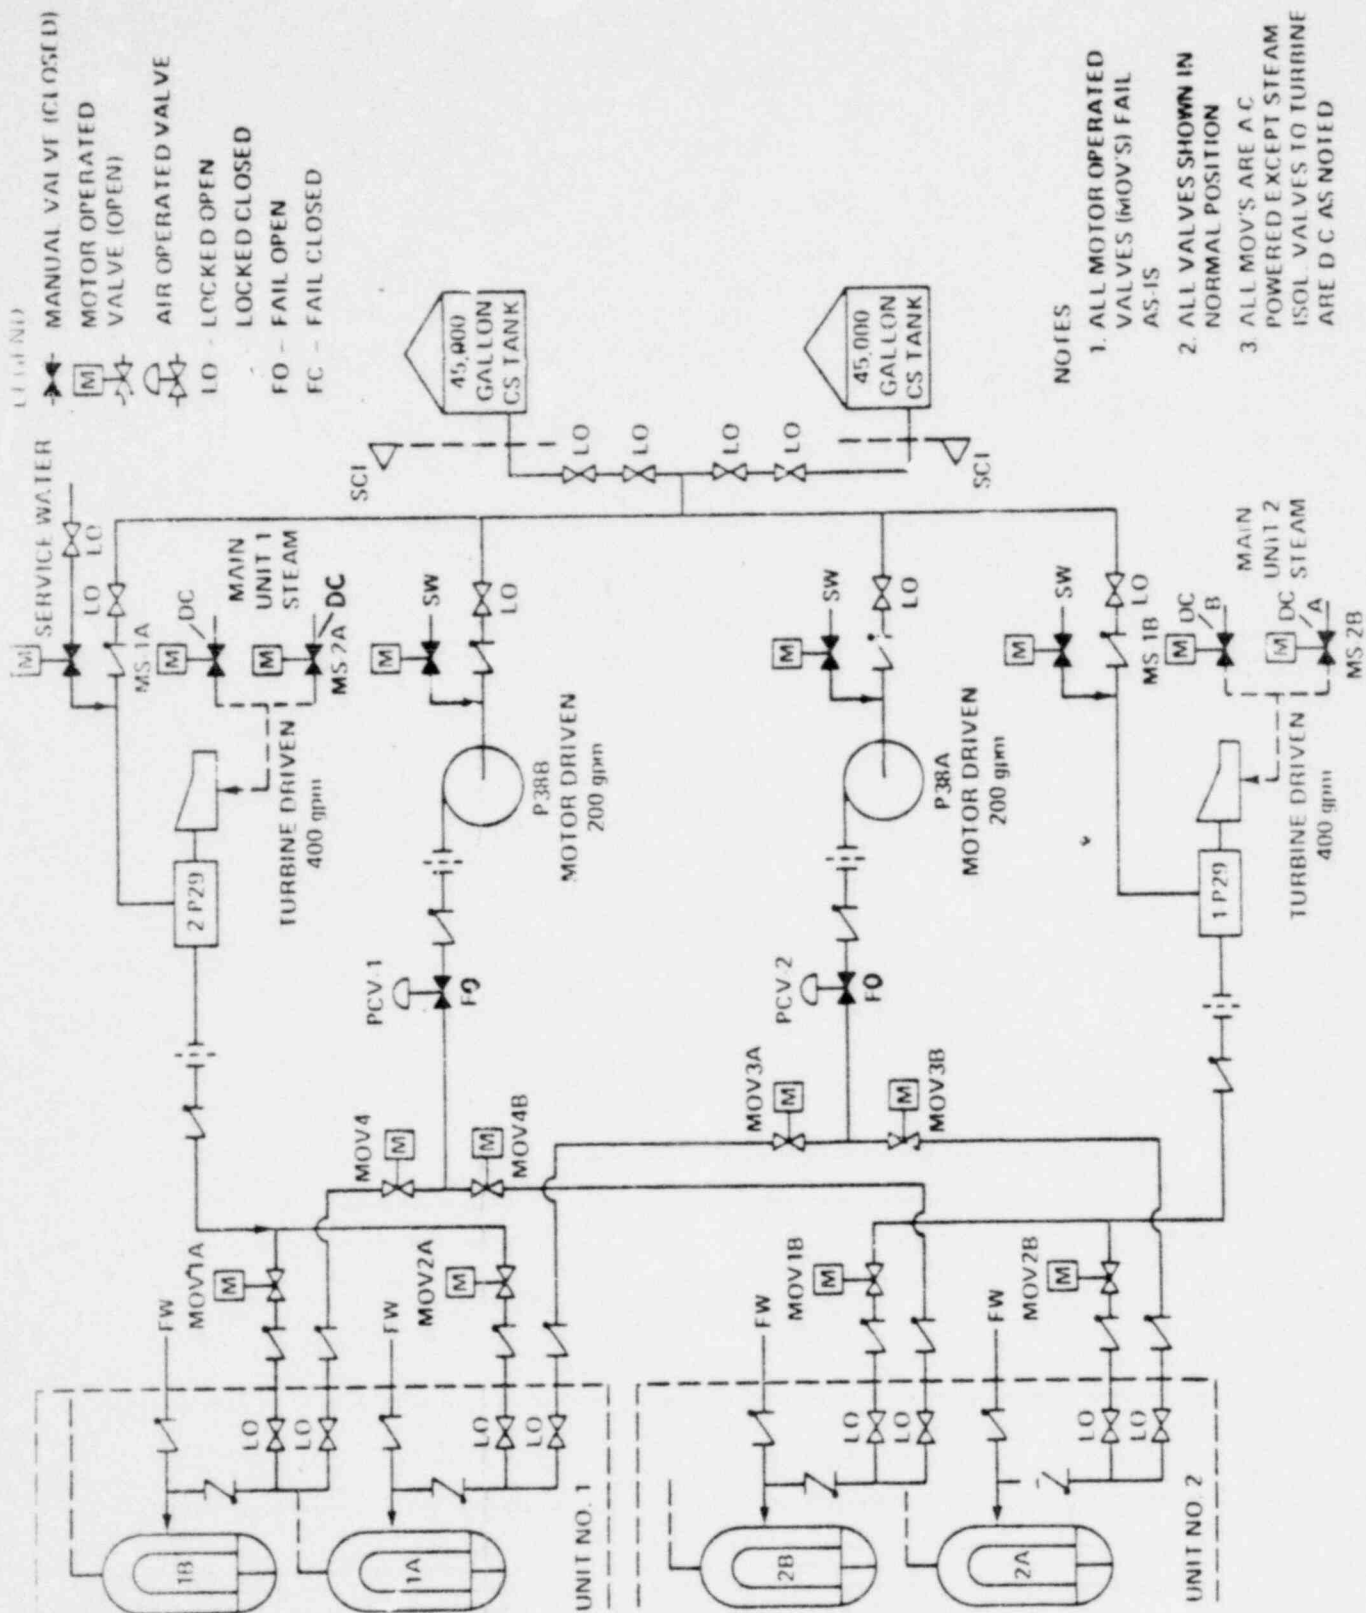 LEGEND
MANUAL VALVE (CLOSED)
MOTOR OPERATED
VALVE (OPEN)
AIR OPERATED VALVE
LO - LOCKED OPEN
LOCKED CLOSED
FO - FAIL OPEN
FC - FAIL CLOSED
NOTES
1. ALL MOTOR OPERATED
VALVES (MOV'S) FAIL
AS-IS
2. ALL VALVES SHOWN IN
NORMAL POSITION
3 ALL MOV'S ARE A C
POWERED EXCEPT STEAM
ISOL. VALVES TO TURBINE
ARE D C AS NOTED
45,000
GALLON
CS TANK
45,000
GALLON
CS TANK
SCI
SCI
LO
LO
LO
LO
SERVICE WATER
M
LO
LO
MS 1A
M
DC
MAIN
UNIT 1
STEAM
M
DC
MS 2A
2 P29
TURBINE DRIVEN
400 gpm
M
SW
LO
P38B
MOTOR DRIVEN
200 gpm
PCV-1
FO
M
SW
LO
P38A
MOTOR DRIVEN
200 gpm
PCV-2
FO
M
SW
LO
MS 1B
M
DC
B
MAIN
UNIT 2
STEAM
M
DC
A
MS 2B
1 P29
TURBINE DRIVEN
400 gpm
MOV4
M
MOV4B
M
MOV3A
M
MOV3B
M
FW
MOV1A
M
FW
MOV2A
M
FW
MOV1B
M
FW
MOV2B
M
LO
LO
LO
LO
LO
LO
LO
LO
1B
1A
UNIT NO. 1
2B
2A
UNIT NO. 2